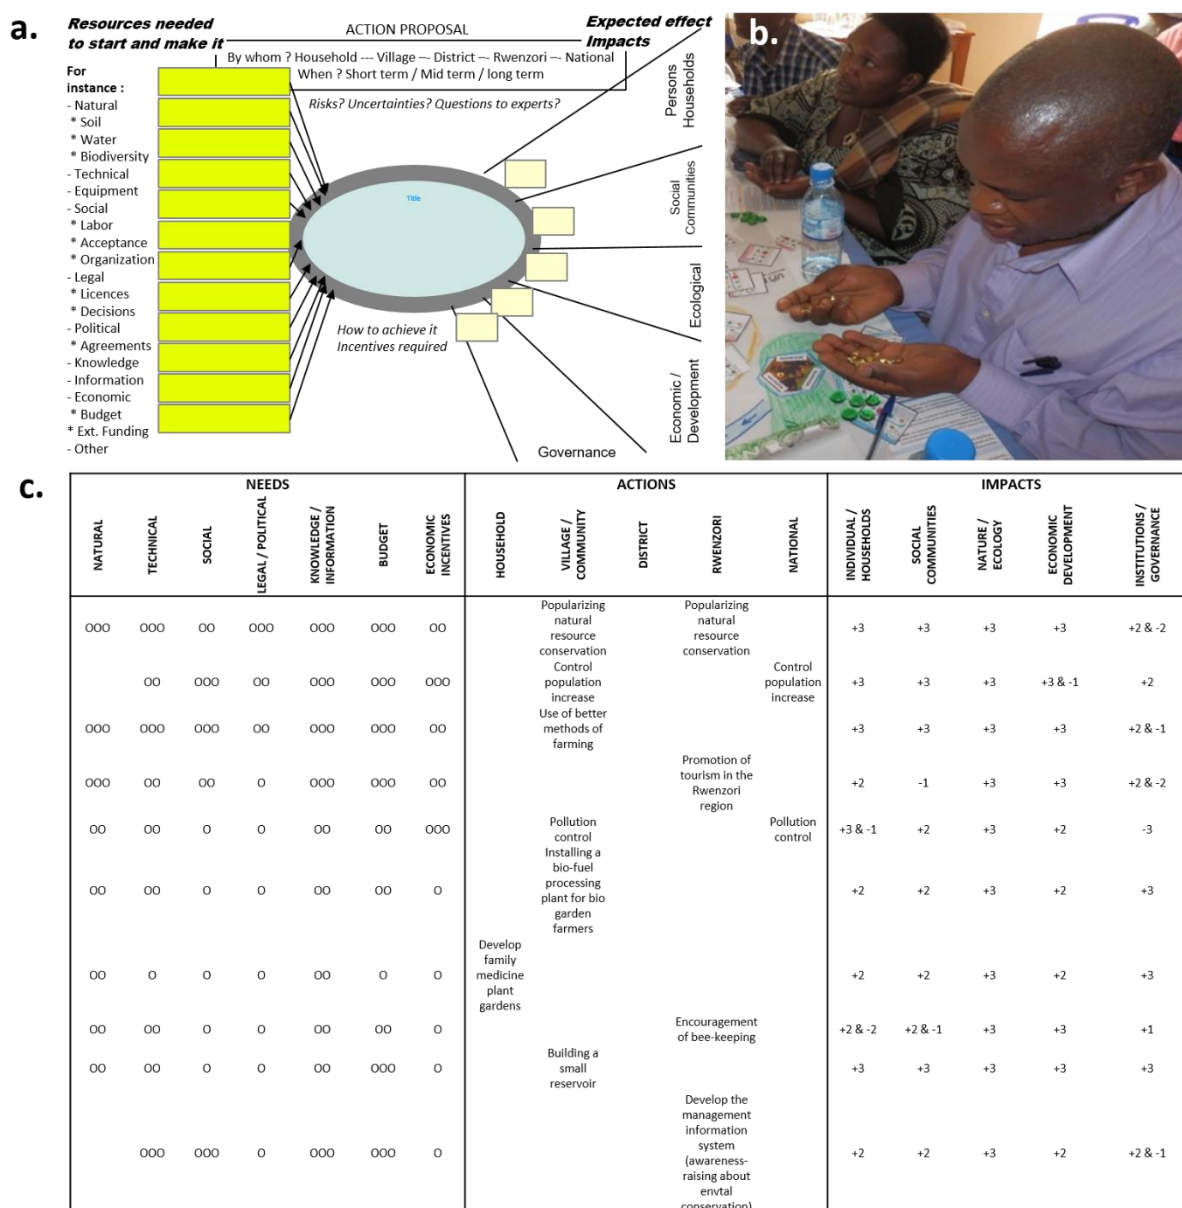 a.
Resources needed
to start and make it
ACTION PROPOSAL
Expected effect
Impacts
By whom ? Household --- Village –- District –- Rwenzori –- National
When ? Short term / Mid term / long term
Risks? Uncertainties? Questions to experts?
For
instance :
- Natural
* Soil
* Water
* Biodiversity
- Technical
- Equipment
- Social
* Labor
* Acceptance
* Organization
- Legal
* Licences
* Decisions
- Political
* Agreements
- Knowledge
- Information
- Economic
* Budget
* Ext. Funding
- Other
Title
How to achieve it
Incentives required
Persons
Households
Social
Communities
Ecological
Economic /
Development
Governance
b.
c.
NEEDS ACTIONS IMPACTS
NATURAL
TECHNICAL
SOCIAL
LEGAL / POLITICAL
KNOWLEDGE /
INFORMATION
BUDGET
ECONOMIC
INCENTIVES
HOUSEHOLD
VILLAGE /
COMMUNITY
DISTRICT
RWENZORI
NATIONAL
INDIVIDUAL /
HOUSEHOLDS
SOCIAL
COMMUNITIES
NATURE /
ECOLOGY
ECONOMIC
DEVELOPMENT
INSTITUTIONS /
GOVERNANCE
OOO OOO OO OOO OOO OOO OO
Popularizing
natural
resource
conservation
Popularizing
natural
resource
conservation
+3 +3 +3 +3 +2 & -2
OO OOO OO OOO OOO OOO
Control
population
increase
Control
population
increase
+3 +3 +3 +3 & -1 +2
OOO OOO OOO OO OOO OOO OO
Use of better
methods of
farming
+3 +3 +3 +3 +2 & -1
OOO OO OO O OOO OOO OO
Promotion of
tourism in the
Rwenzori
region
+2 -1 +3 +3 +2 & -2
OO OO O O OO OO OOO
Pollution
control
Pollution
control
+3 & -1 +2 +3 +2 -3
OO OO O O OO OO O
Installing a
bio-fuel
processing
plant for bio
garden
farmers
+2 +2 +3 +2 +3
OO O O O OO O O
Develop
family
medicine
plant
gardens
+2 +2 +3 +2 +3
OO OO O O OO OO O
Encouragement
of bee-keeping
+2 & -2 +2 & -1 +3 +3 +1
OO OO O O OO OOO O
Building a
small
reservoir
+3 +3 +3 +3 +3
OOO OOO O OOO OOO O
Develop the
management
information
system
(awareness-
raising about
envtal
conservation)
+2 +2 +3 +2 +2 & -1